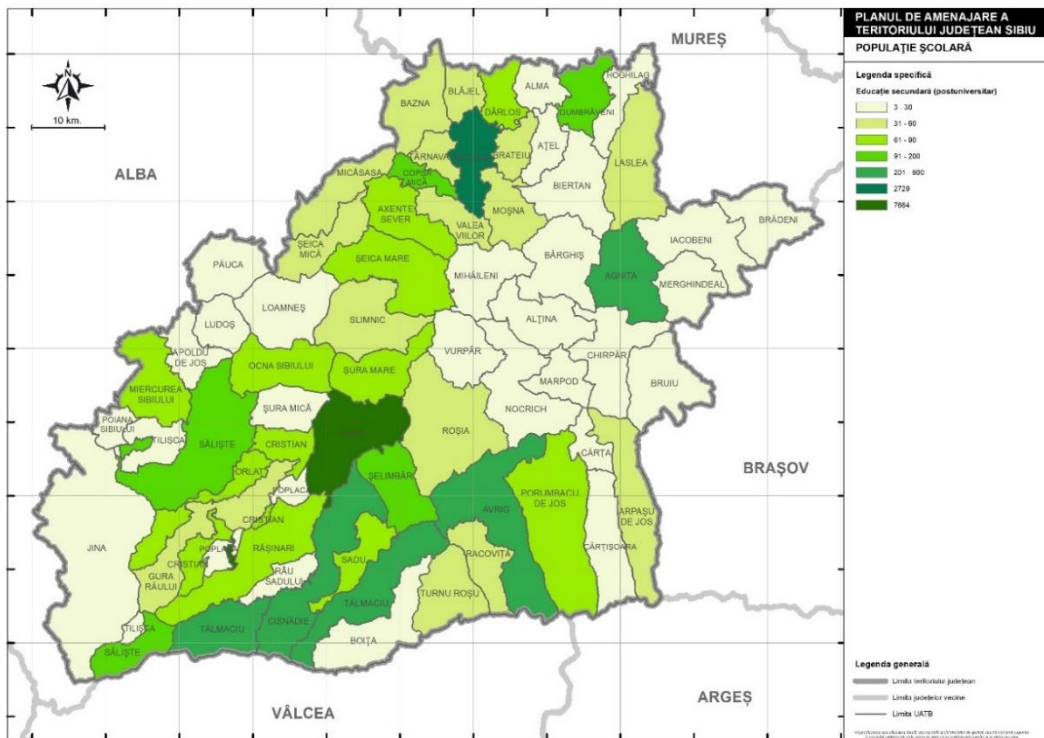 PLANUL DE AMENAJARE A
TERITORIULUI JUDEȚEAN SIBIU
POPULAȚIE ȘCOLARĂ
Legenda specifică
Educație secundară (postuniversitar)
3 - 30
31 - 60
61 - 90
91 - 200
201 - 800
2729
7664
N
10 km.
MUREȘ
ALBA
BRAȘOV
ARGEȘ
VÂLCEA
HOGHILAG
BLĂJEL
ALMA
BAZNA
DÂRLOS
DUMBRĂVENI
TÂRNAVA
BRATEIU
AȚEL
LASLEA
MICĂSASA
COPȘA
MICĂ
BIERTAN
AXENTE
SEVER
MOȘNA
VALEA
VIILOR
BRĂDENI
ȘEICA
MICĂ
IACOBENI
PĂUCA
ȘEICA MARE
MIHĂILENI
BÂRGHIȘ
AGNITA
MERGHINDEAL
LOAMNEȘ
LUDOȘ
SLIMNIC
ALȚINA
APOLDU
DE JOS
OCNA SIBIULUI
ȘURA MARE
VURPĂR
CHIRPĂR
MIERCUREA
SIBIULUI
MARPOD
BRUIU
ȘURA MICĂ
NOCRICH
POIANA
SIBIULUI
TILIȘCA
SĂLIȘTE
CRISTIAN
ROȘIA
CÂRȚA
ORLAT
ȘELIMBĂR
POPLACA
PORUMBACU
DE JOS
AVRIG
ARPAȘU
DE JOS
CRISTIAN
JINA
POPLACA
RĂȘINARI
CÂRȚIȘOARA
CRISTIAN
SADU
RACOVIȚA
GURA
RÂULUI
RÂU
SADULUI
TURNU ROȘU
TĂLMACIU
TILIȘCA
TĂLMACIU
CISNĂDIE
BOIȚA
SĂLIȘTE
Legenda generală
Limita teritoriului județean
Limita județelor vecine
Limita UATB